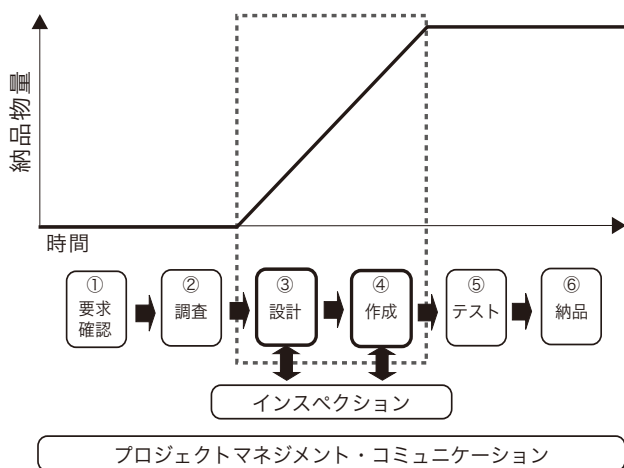 納品物量
時間
①
要求
確認
②
調査
③
設計
④
作成
⑤
テスト
⑥
納品
インスペクション
プロジェクトマネジメント・コミュニケーション